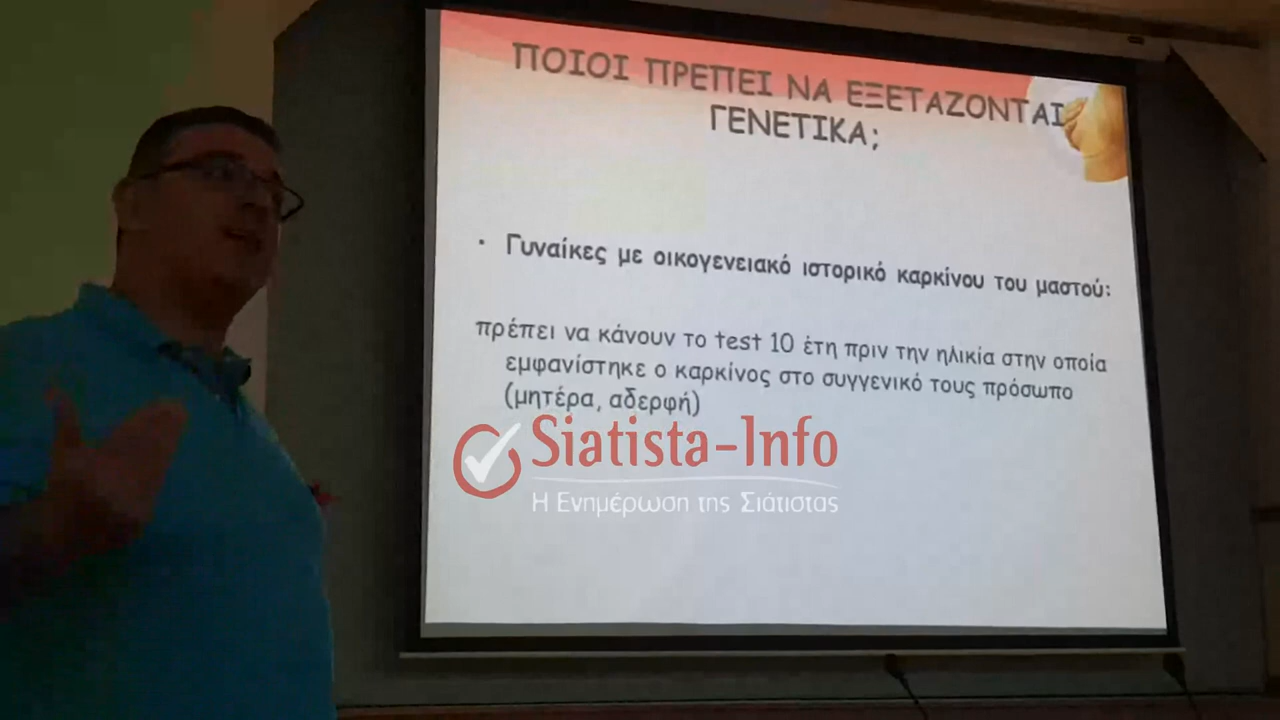 ΠΟΙΟΙ ΠΡΕΠΕΙ ΝΑ ΕΞΕΤΑΖΟΝΤΑΙ
ΓΕΝΕΤΙΚΑ;
· Γυναίκες με οικογενειακό ιστορικό καρκίνου του μαστού:
πρέπει να κάνουν το test 10 έτη πριν την ηλικία στην οποία
εμφανίστηκε ο καρκίνος στο συγγενικό τους πρόσωπο
(μητέρα, αδερφή)
Siatista-Info
Η Ενημέρωση της Σιάτιστας